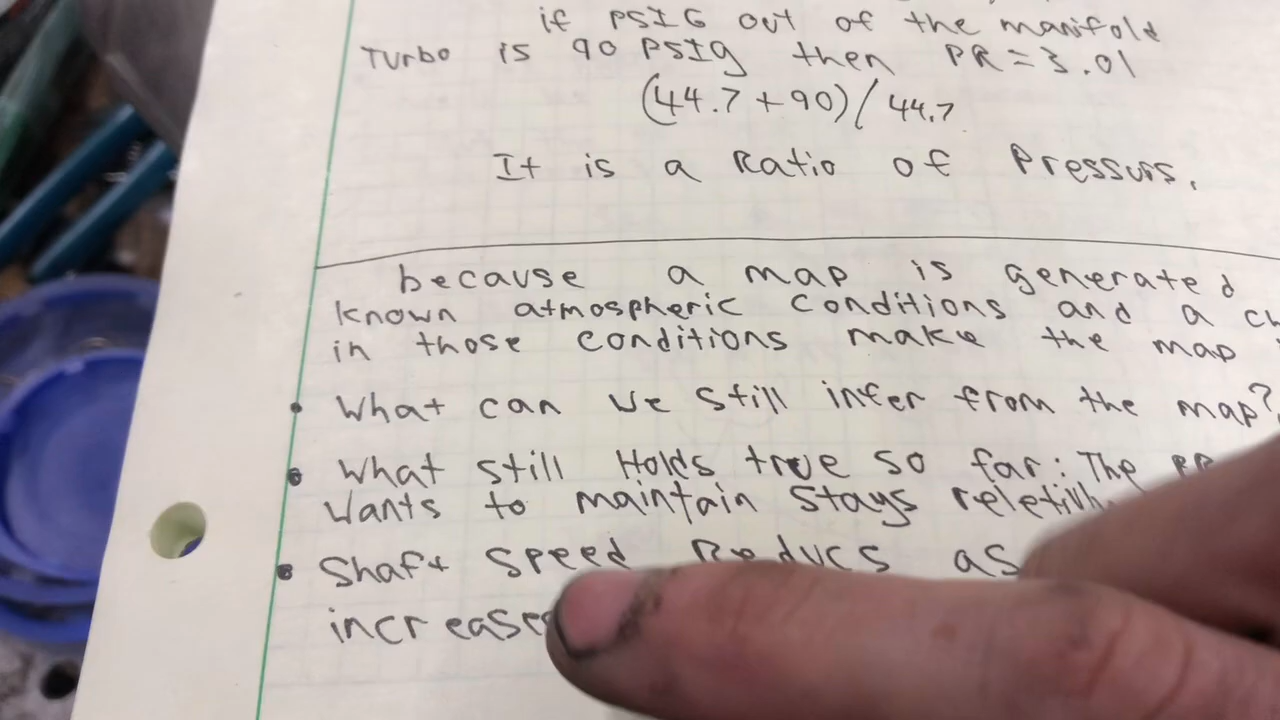 if PSIG out of the manifold
Turbo is 90 PSIg then PR = 3.01
(44.7 + 90) / 44.7
It is a Ratio of Pressurs.
because a map is generated
known atmospheric conditions and a
in those conditions make the map
• What can we still infer from the map?
• What still Holds true so far: The
wants to maintain stays
• Shaft speed Reducs as
increases